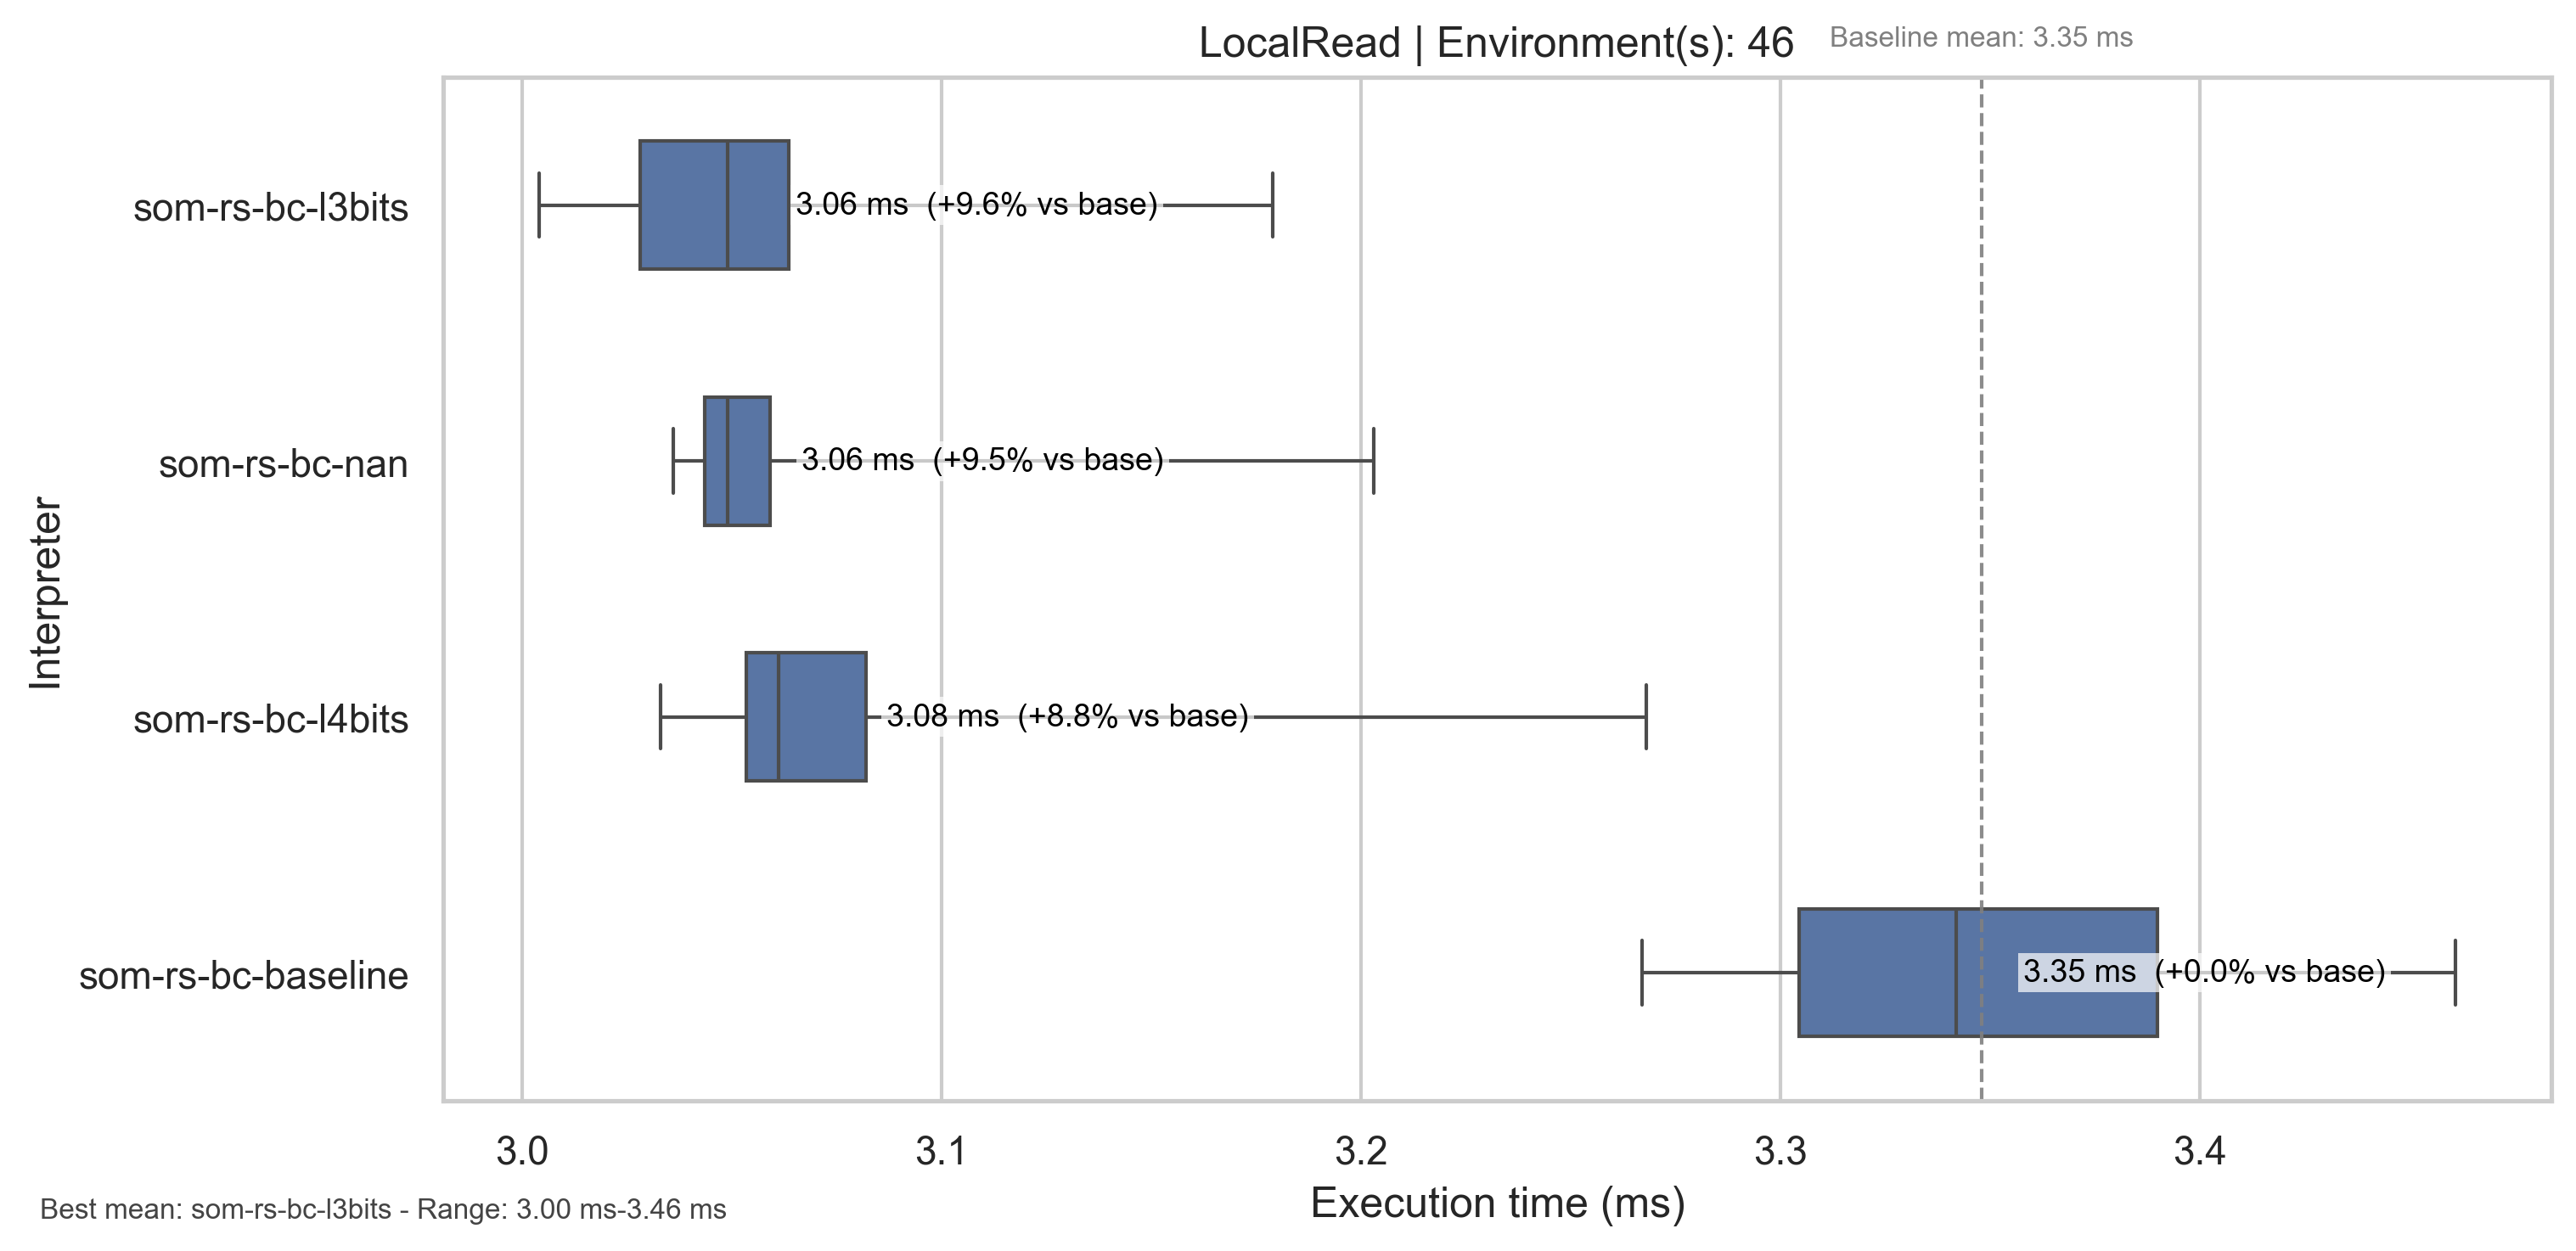 LocalRead | Environment(s): 46
Baseline mean: 3.35 ms
Interpreter
som-rs-bc-l3bits
3.06 ms (+9.6% vs base)
som-rs-bc-nan
3.06 ms (+9.5% vs base)
som-rs-bc-l4bits
3.08 ms (+8.8% vs base)
som-rs-bc-baseline
3.35 ms (+0.0% vs base)
3.0 3.1 3.2 3.3 3.4
Execution time (ms)
Best mean: som-rs-bc-l3bits - Range: 3.00 ms-3.46 ms